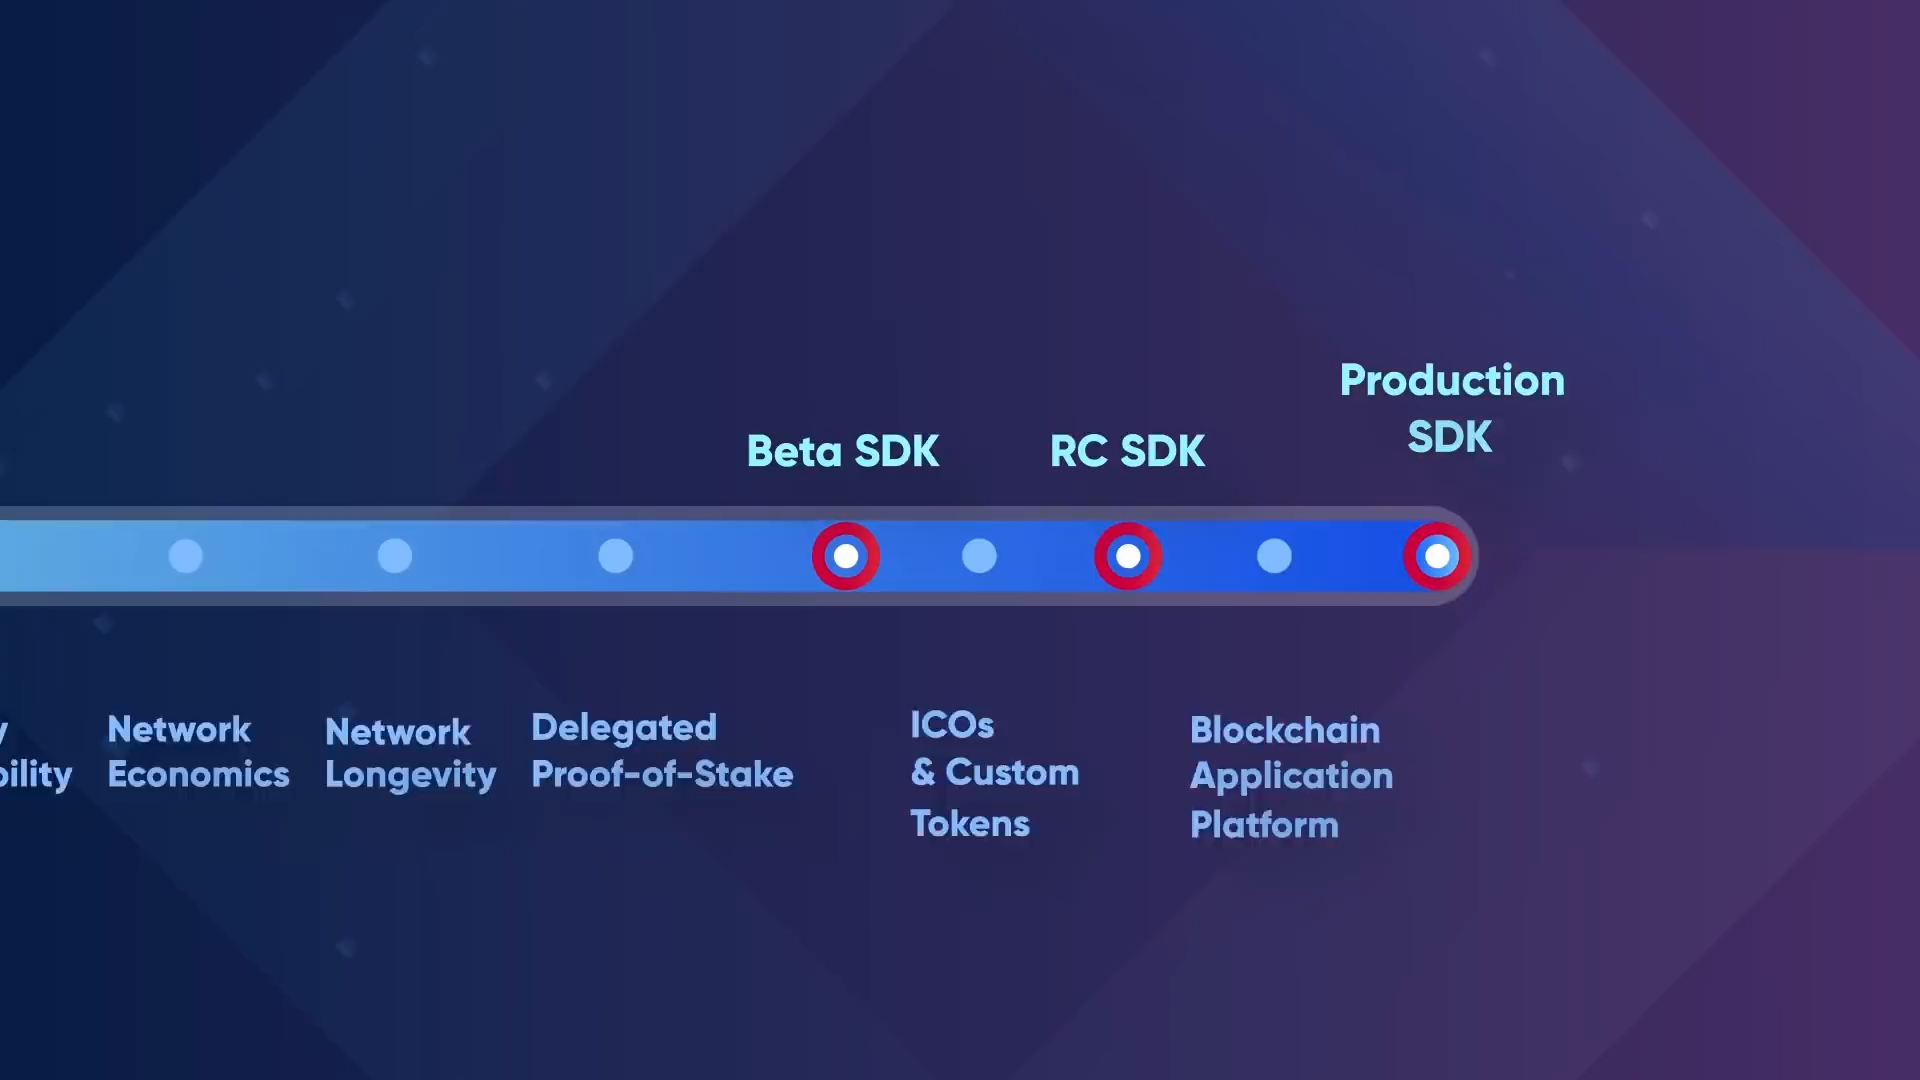 Production
SDK
Beta SDK
RC SDK
Network
Economics
Network
Longevity
Delegated
Proof-of-Stake
ICOs
& Custom
Tokens
Blockchain
Application
Platform